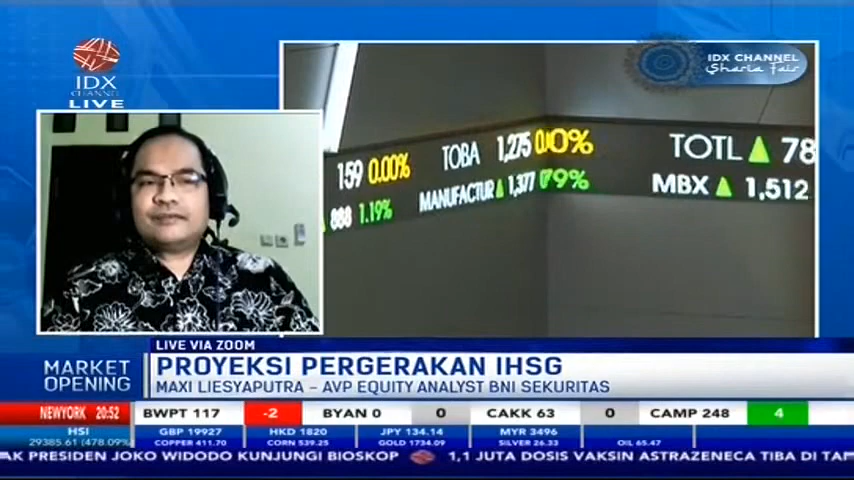 IDX
CHANNEL
LIVE
IDX CHANNEL
Sharia Fair
159 0.00%
TOBA 1,275 0.00%
TOTL ▲ 78
888 1.19%
MANUFACTUR ▲ 1,377 0.79%
MBX ▲ 1,512
LIVE VIA ZOOM
MARKET
OPENING
PROYEKSI PERGERAKAN IHSG
MAXI LIESYAPUTRA – AVP EQUITY ANALYST BNI SEKURITAS
NEWYORK 20:52
BWPT 117 -2 BYAN 0 0 CAKK 63 0 CAMP 248 4
HSI
29385.61 (478.09%)
GBP 19927 HKD 1820 JPY 134.14 MYR 3496
COPPER 411.70 CORN 539.25 GOLD 1734.09 SILVER 26.33 OIL 65.47
AK PRESIDEN JOKO WIDODO KUNJUNGI BIOSKOP 1,1 JUTA DOSIS VAKSIN ASTRAZENECA TIBA DI TA